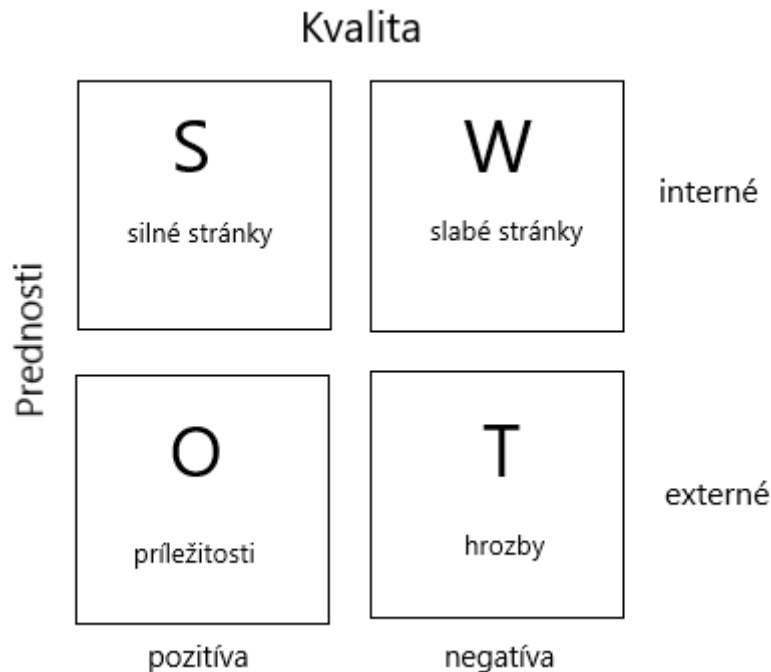 Kvalita
S
W
silné stránky
slabé stránky
interné
Prednosti
O
T
príležitosti
hrozby
externé
pozitíva
negatíva